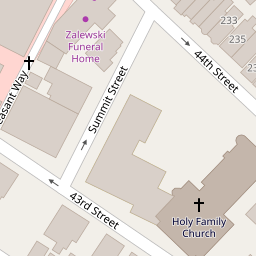 Zalewski
Funeral
Home
233
235
44th Street
Summit Street
easant Way
43rd Street
Holy Family
Church